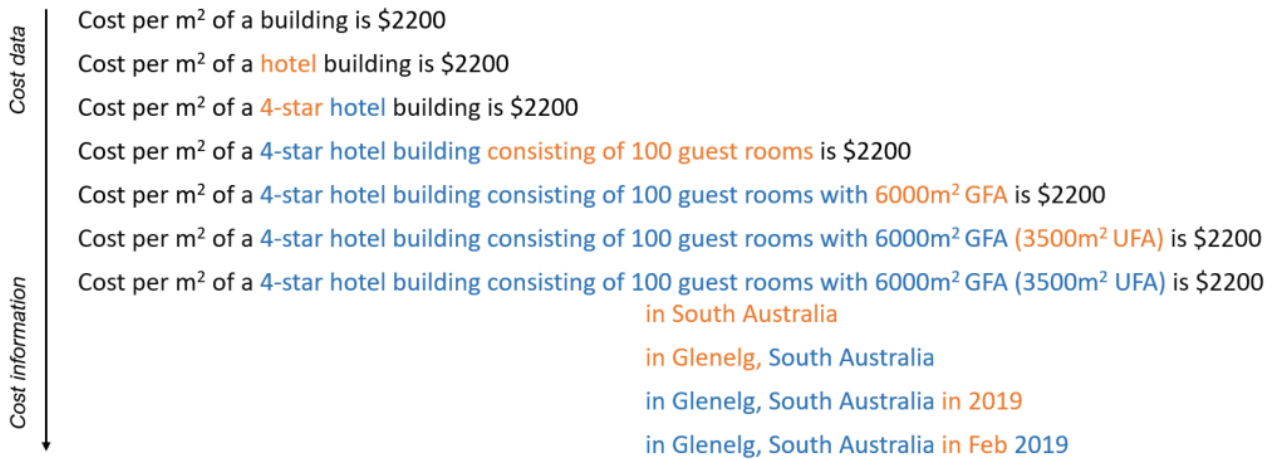 Cost data
Cost information
Cost per m² of a building is $2200
Cost per m² of a hotel building is $2200
Cost per m² of a 4-star hotel building is $2200
Cost per m² of a 4-star hotel building consisting of 100 guest rooms is $2200
Cost per m² of a 4-star hotel building consisting of 100 guest rooms with 6000m² GFA is $2200
Cost per m² of a 4-star hotel building consisting of 100 guest rooms with 6000m² GFA (3500m² UFA) is $2200
Cost per m² of a 4-star hotel building consisting of 100 guest rooms with 6000m² GFA (3500m² UFA) is $2200
in South Australia
in Glenelg, South Australia
in Glenelg, South Australia in 2019
in Glenelg, South Australia in Feb 2019